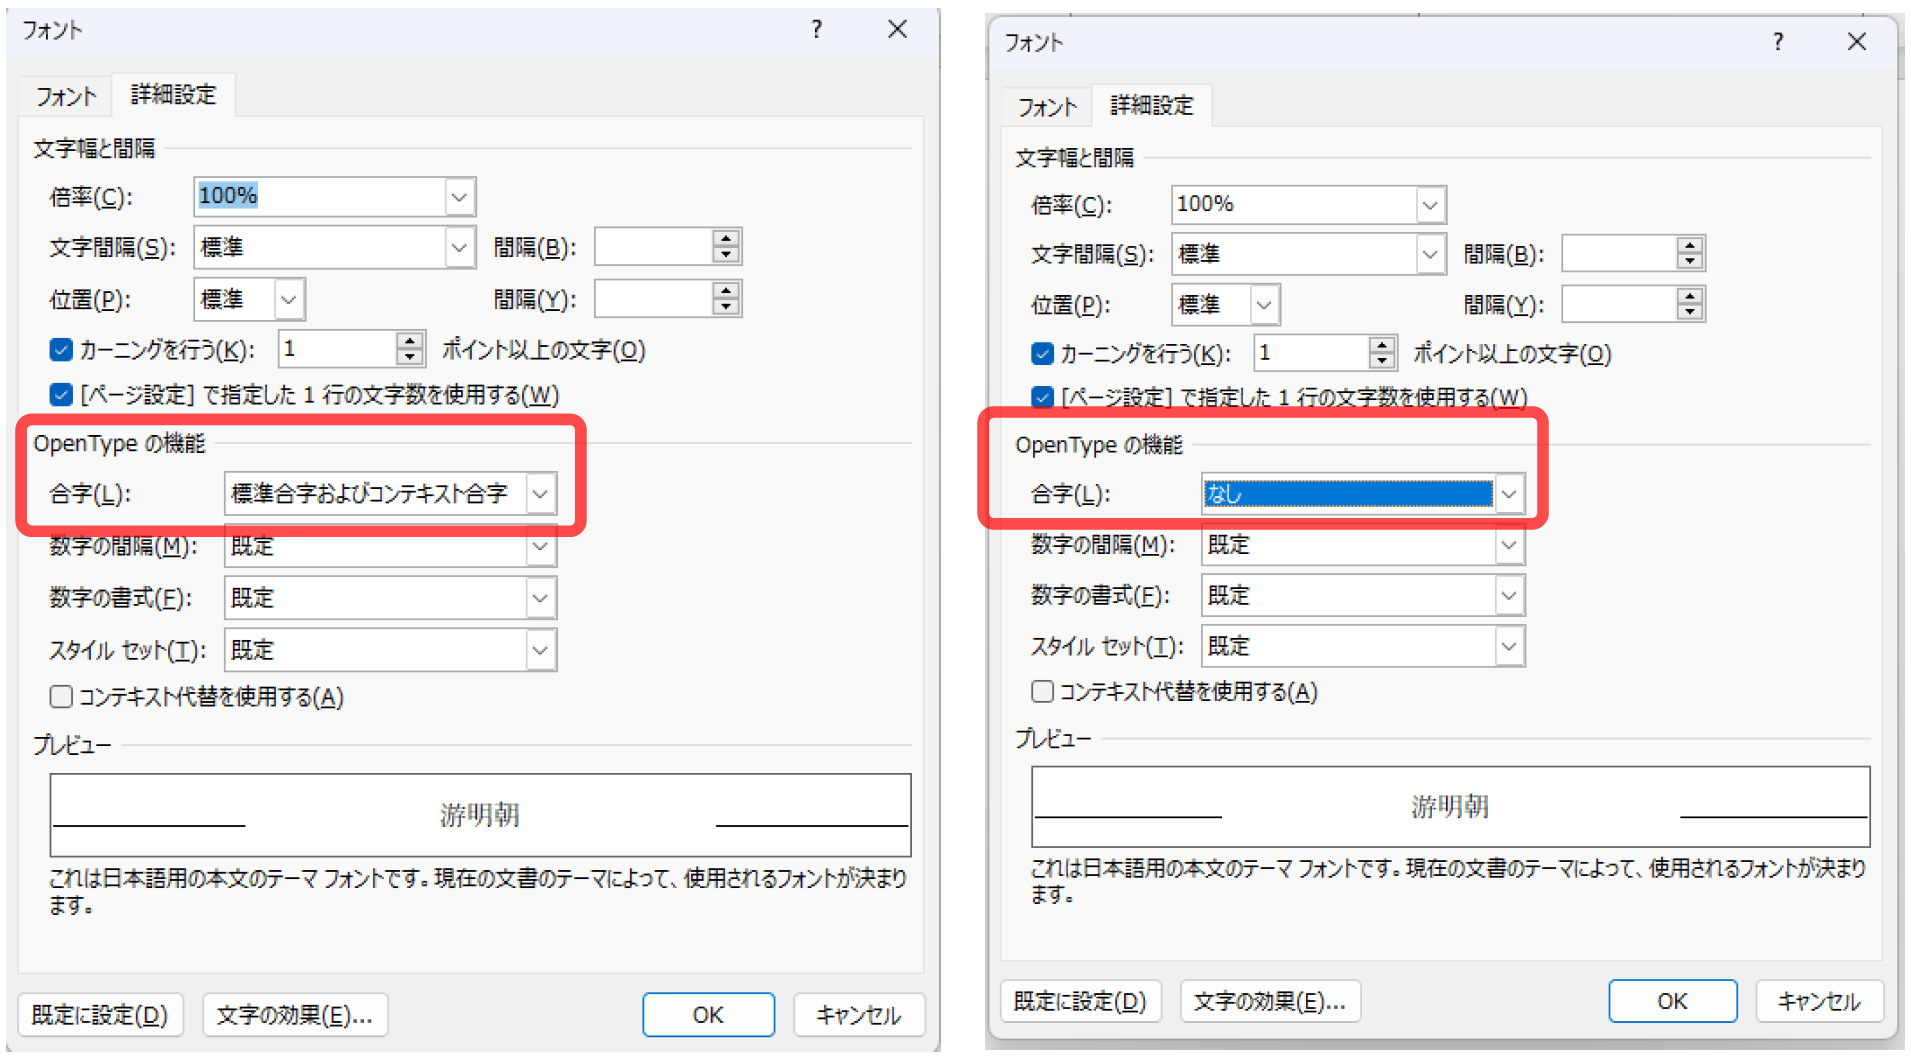 フォント ? ×
フォント 詳細設定
文字幅と間隔
倍率(C): 100%
文字間隔(S): 標準 間隔(B):
位置(P): 標準 間隔(Y):
カーニングを行う(K): 1 ポイント以上の文字(O)
[ページ設定] で指定した 1 行の文字数を使用する(W)
OpenType の機能
合字(L): 標準合字およびコンテキスト合字
数字の間隔(M): 既定
数字の書式(F): 既定
スタイル セット(T): 既定
コンテキスト代替を使用する(A)
プレビュー
游明朝
これは日本語用の本文のテーマ フォントです。現在の文書のテーマによって、使用されるフォントが決まり
ます。
既定に設定(D) 文字の効果(E)... OK キャンセル
フォント ? ×
フォント 詳細設定
文字幅と間隔
倍率(C): 100%
文字間隔(S): 標準 間隔(B):
位置(P): 標準 間隔(Y):
カーニングを行う(K): 1 ポイント以上の文字(O)
[ページ設定] で指定した 1 行の文字数を使用する(W)
OpenType の機能
合字(L): なし
数字の間隔(M): 既定
数字の書式(F): 既定
スタイル セット(T): 既定
コンテキスト代替を使用する(A)
プレビュー
游明朝
これは日本語用の本文のテーマ フォントです。現在の文書のテーマによって、使用されるフォントが決まり
ます。
既定に設定(D) 文字の効果(E)... OK キャンセル